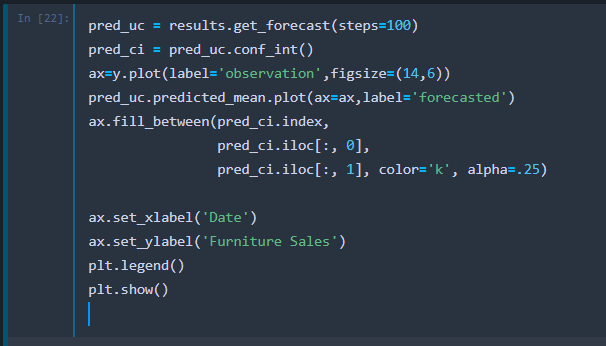 In [22]:
pred_uc = results.get_forecast(steps=100)
pred_ci = pred_uc.conf_int()
ax=y.plot(label='observation',figsize=(14,6))
pred_uc.predicted_mean.plot(ax=ax,label='forecasted')
ax.fill_between(pred_ci.index,
                pred_ci.iloc[:, 0],
                pred_ci.iloc[:, 1], color='k', alpha=.25)
ax.set_xlabel('Date')
ax.set_ylabel('Furniture Sales')
plt.legend()
plt.show()